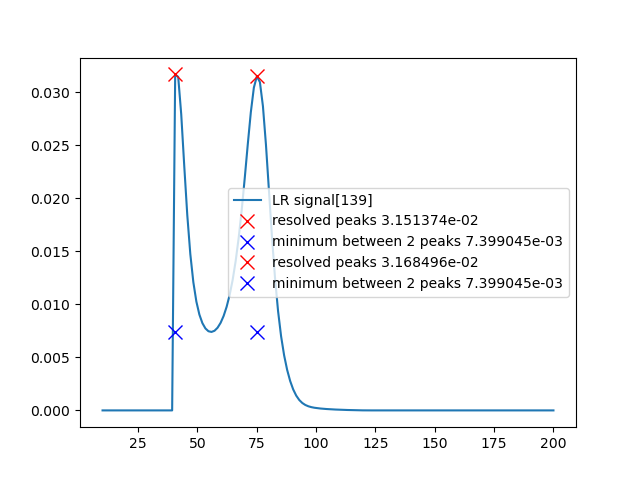 0.030
0.025
0.020
0.015
0.010
0.005
0.000
LR signal[139]
resolved peaks 3.151374e-02
minimum between 2 peaks 7.399045e-03
resolved peaks 3.168496e-02
minimum between 2 peaks 7.399045e-03
25 50 75 100 125 150 175 200